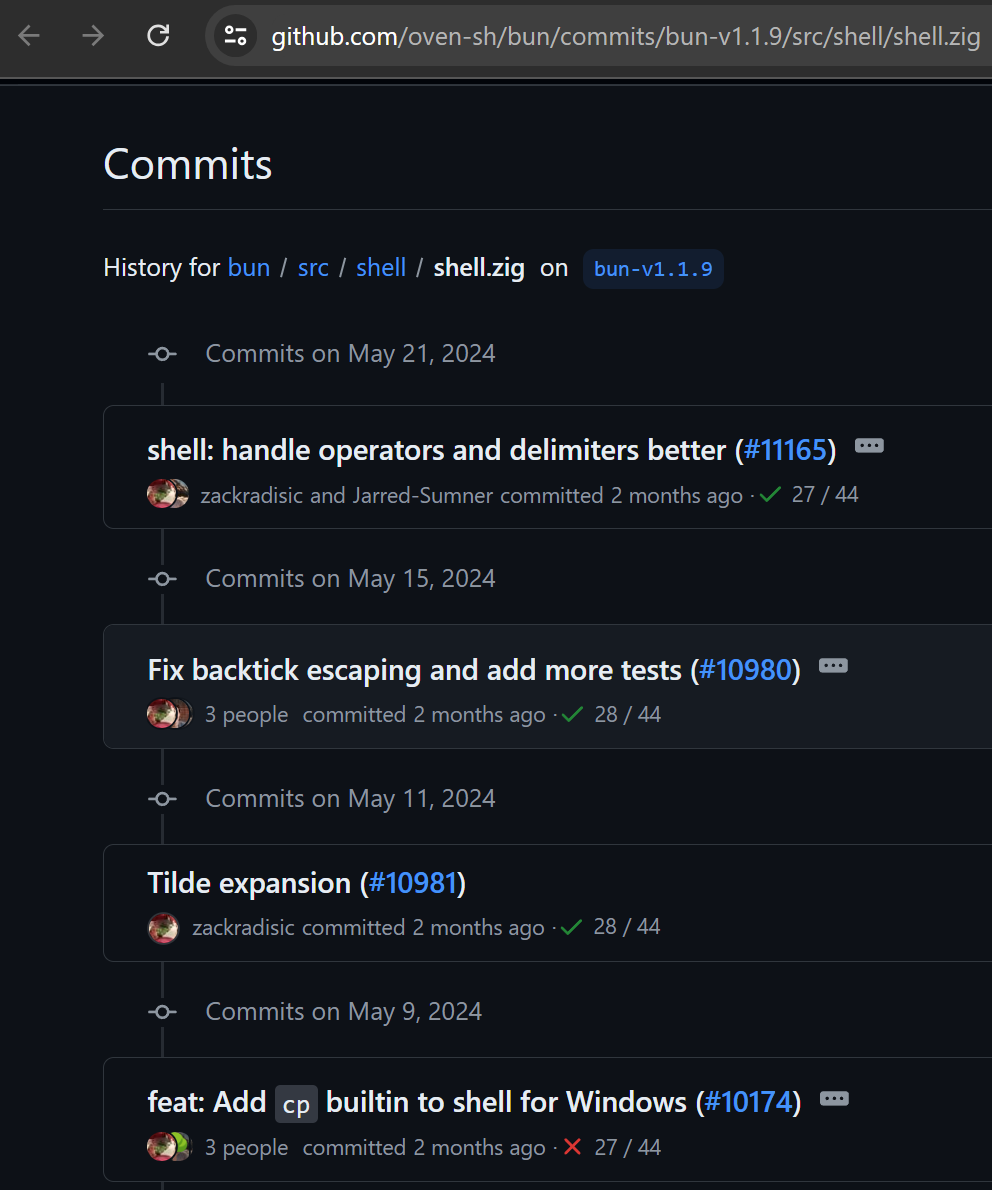 github.com/oven-sh/bun/commits/bun-v1.1.9/src/shell/shell.zig
Commits
History for bun / src / shell / shell.zig on bun-v1.1.9
Commits on May 21, 2024
shell: handle operators and delimiters better (#11165)
zackradisic and Jarred-Sumner committed 2 months ago · 27 / 44
Commits on May 15, 2024
Fix backtick escaping and add more tests (#10980)
3 people committed 2 months ago · 28 / 44
Commits on May 11, 2024
Tilde expansion (#10981)
zackradisic committed 2 months ago · 28 / 44
Commits on May 9, 2024
feat: Add cp builtin to shell for Windows (#10174)
3 people committed 2 months ago · 27 / 44